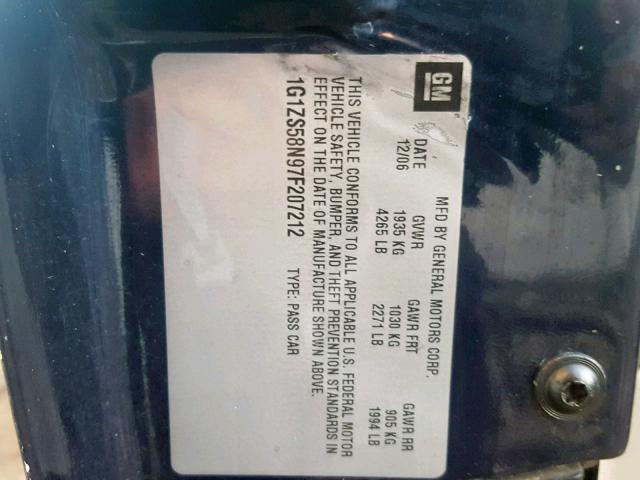 GM
MFD BY GENERAL MOTORS CORP.
DATE GVWR GAWR FRT GAWR RR
12/06 1935 KG 1030 KG 905 KG
4265 LB 2271 LB 1994 LB
THIS VEHICLE CONFORMS TO ALL APPLICABLE U.S. FEDERAL MOTOR
VEHICLE SAFETY, BUMPER, AND THEFT PREVENTION STANDARDS IN
EFFECT ON THE DATE OF MANUFACTURE SHOWN ABOVE.
1G1ZS58N97F207212 TYPE: PASS CAR